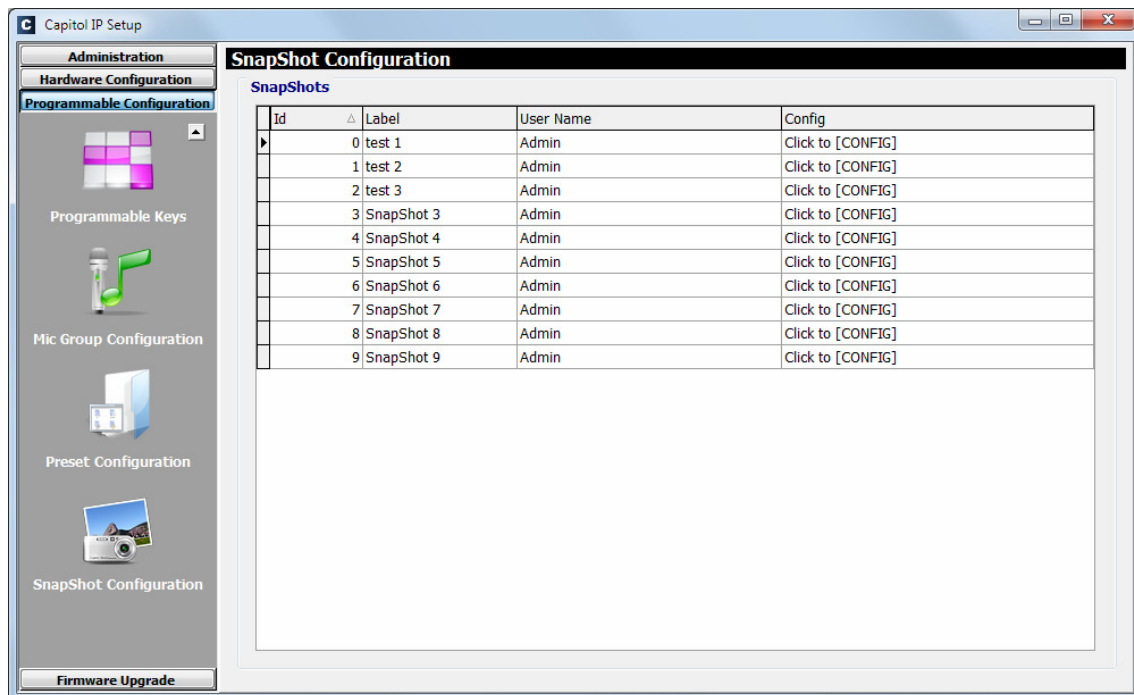 Capitol IP Setup
Administration
Hardware Configuration
Programmable Configuration
Programmable Keys
Mic Group Configuration
Preset Configuration
SnapShot Configuration
Firmware Upgrade
SnapShot Configuration
SnapShots
Id Label User Name Config
0 test 1 Admin Click to [CONFIG]
1 test 2 Admin Click to [CONFIG]
2 test 3 Admin Click to [CONFIG]
3 SnapShot 3 Admin Click to [CONFIG]
4 SnapShot 4 Admin Click to [CONFIG]
5 SnapShot 5 Admin Click to [CONFIG]
6 SnapShot 6 Admin Click to [CONFIG]
7 SnapShot 7 Admin Click to [CONFIG]
8 SnapShot 8 Admin Click to [CONFIG]
9 SnapShot 9 Admin Click to [CONFIG]